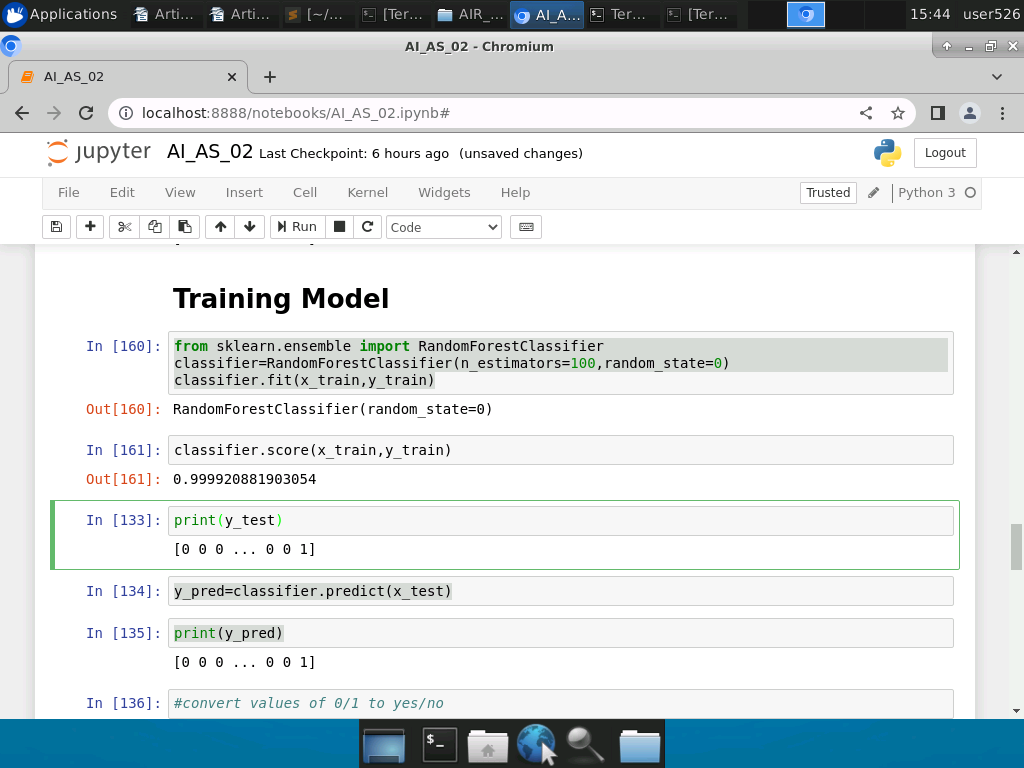 Applications Arti... Arti... [~/... [Ter... AIR_... AI_A... Ter... [Ter... 15:44 user526
AI_AS_02 - Chromium
AI_AS_02
localhost:8888/notebooks/AI_AS_02.ipynb#
jupyter AI_AS_02 Last Checkpoint: 6 hours ago (unsaved changes) Logout
File Edit View Insert Cell Kernel Widgets Help Trusted Python 3
Run Code
Training Model
In [160]: from sklearn.ensemble import RandomForestClassifier
classifier=RandomForestClassifier(n_estimators=100,random_state=0)
classifier.fit(x_train,y_train)
Out[160]: RandomForestClassifier(random_state=0)
In [161]: classifier.score(x_train,y_train)
Out[161]: 0.999920881903054
In [133]: print(y_test)
[0 0 0 ... 0 0 1]
In [134]: y_pred=classifier.predict(x_test)
In [135]: print(y_pred)
[0 0 0 ... 0 0 1]
In [136]: #convert values of 0/1 to yes/no